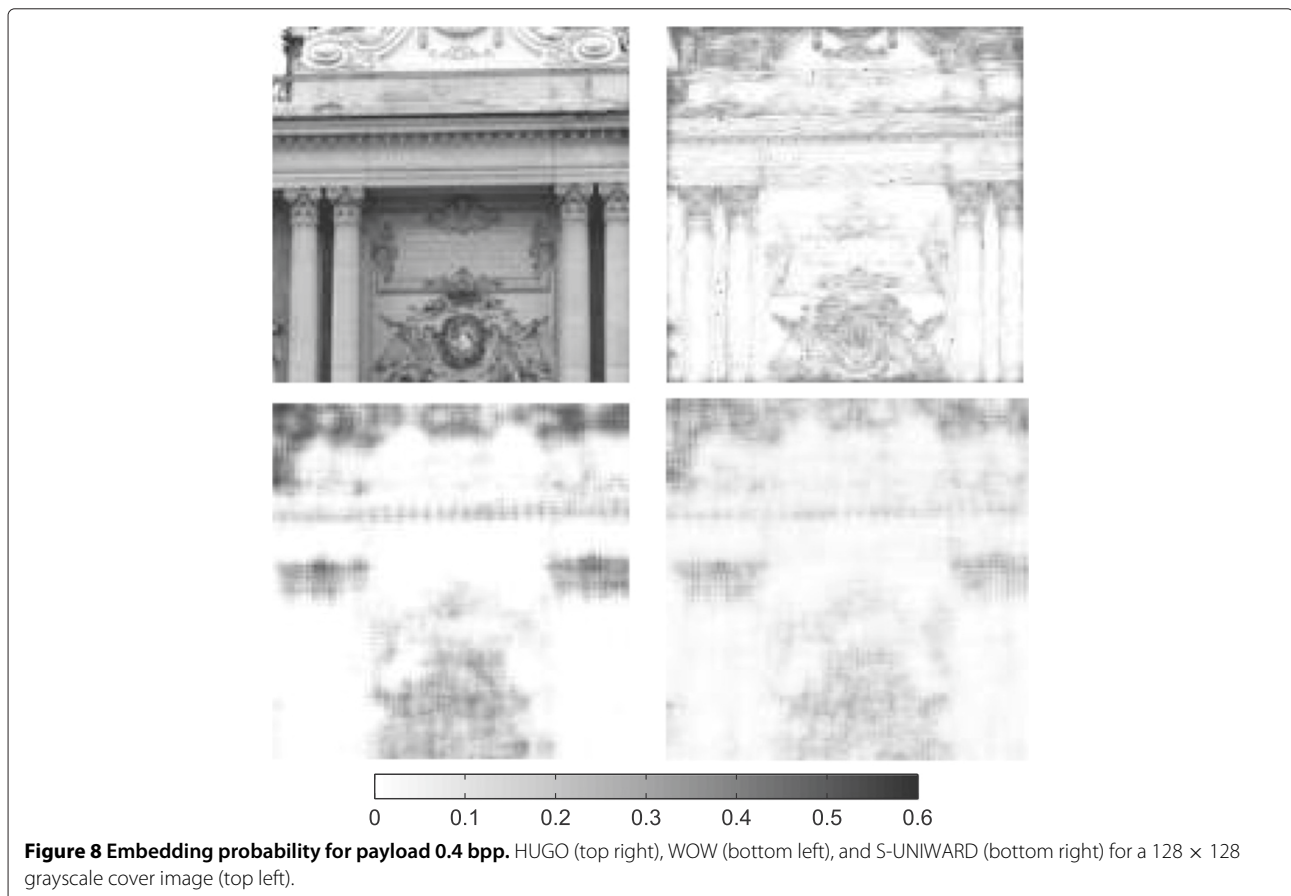 0 0.1 0.2 0.3 0.4 0.5 0.6
Figure 8 Embedding probability for payload 0.4 bpp. HUGO (top right), WOW (bottom left), and S-UNIWARD (bottom right) for a 128 × 128
grayscale cover image (top left).